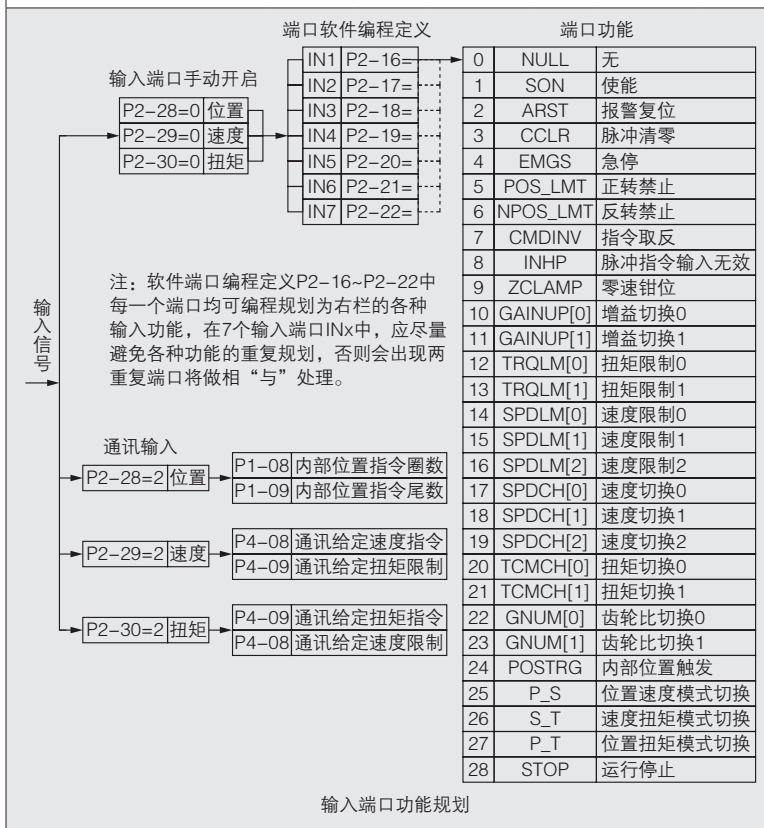 端口软件编程定义
端口功能
输入端口手动开启
P2-28=0 位置
P2-29=0 速度
P2-30=0 扭矩
IN1 P2-16=
IN2 P2-17=
IN3 P2-18=
IN4 P2-19=
IN5 P2-20=
IN6 P2-21=
IN7 P2-22=
0 NULL 无
1 SON 使能
2 ARST 报警复位
3 CCLR 脉冲清零
4 EMGS 急停
5 POS_LMT 正转禁止
6 NPOS_LMT 反转禁止
7 CMDINV 指令取反
8 INHP 脉冲指令输入无效
9 ZCLAMP 零速钳位
10 GAINUP[0] 增益切换0
11 GAINUP[1] 增益切换1
12 TRQLM[0] 扭矩限制0
13 TRQLM[1] 扭矩限制1
14 SPDLM[0] 速度限制0
15 SPDLM[1] 速度限制1
16 SPDLM[2] 速度限制2
17 SPDCH[0] 速度切换0
18 SPDCH[1] 速度切换1
19 SPDCH[2] 速度切换2
20 TCMCH[0] 扭矩切换0
21 TCMCH[1] 扭矩切换1
22 GNUM[0] 齿轮比切换0
23 GNUM[1] 齿轮比切换1
24 POSTRG 内部位置触发
25 P_S 位置速度模式切换
26 S_T 速度扭矩模式切换
27 P_T 位置扭矩模式切换
28 STOP 运行停止
注：软件端口编程定义P2-16~P2-22中
每一个端口均可编程规划为右栏的各种
输入功能，在7个输入端口INx中，应尽量
避免各种功能的重复规划，否则会出现两
重复端口将做相“与”处理。
输入信号
通讯输入
P2-28=2 位置
P1-08 内部位置指令圈数
P1-09 内部位置指令尾数
P2-29=2 速度
P4-08 通讯给定速度指令
P4-09 通讯给定扭矩限制
P2-30=2 扭矩
P4-09 通讯给定扭矩指令
P4-08 通讯给定速度限制
输入端口功能规划